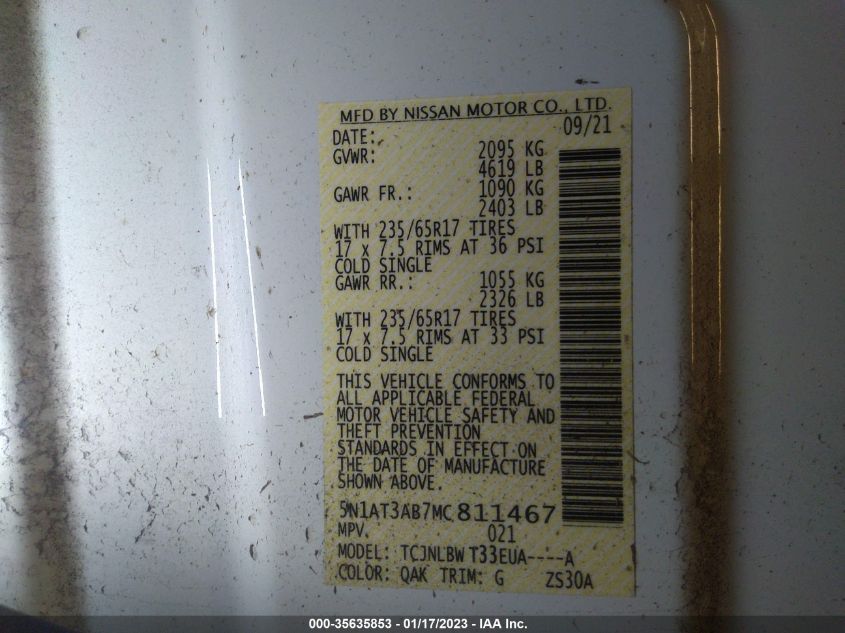 MFD BY NISSAN MOTOR CO., LTD.
DATE: 09/21
GVWR: 2095 KG
4619 LB
GAWR FR.: 1090 KG
2403 LB
WITH 235/65R17 TIRES
17 x 7.5 RIMS AT 36 PSI
COLD SINGLE
GAWR RR.: 1055 KG
2326 LB
WITH 235/65R17 TIRES
17 x 7.5 RIMS AT 33 PSI
COLD SINGLE
THIS VEHICLE CONFORMS TO
ALL APPLICABLE FEDERAL
MOTOR VEHICLE SAFETY AND
THEFT PREVENTION
STANDARDS IN EFFECT ON
THE DATE OF MANUFACTURE
SHOWN ABOVE.
5N1AT3AB7MC811467
MPV. 021
MODEL: TCJNLBW T33EUA----A
COLOR: QAK TRIM: G ZS30A
000-35635853 - 01/17/2023 - IAA Inc.